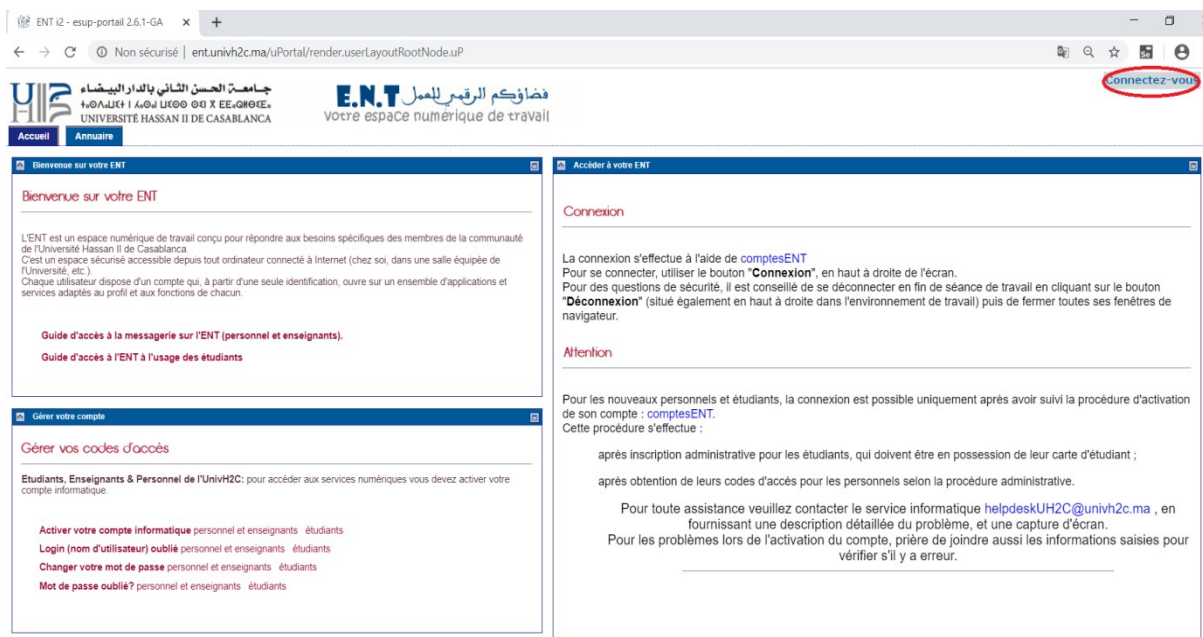 ENT i2 - esup-portail 2.6.1-GA
Non sécurisé | ent.univh2c.ma/uPortal/render.userLayoutRootNode.uP
Connectez-vous
جامعة الحسن الثاني بالدار البيضاء
UNIVERSITÉ HASSAN II DE CASABLANCA
فضاؤكم الرقمي للعمل E.N.T
Votre espace numérique de travail
Accueil Annuaire
Bienvenue sur votre ENT
Bienvenue sur votre ENT
L'ENT est un espace numérique de travail conçu pour répondre aux besoins spécifiques des membres de la communauté
de l'Université Hassan II de Casablanca.
C'est un espace sécurisé accessible depuis tout ordinateur connecté à Internet (chez soi, dans une salle équipée de
l'Université, etc.).
Chaque utilisateur dispose d'un compte qui, à partir d'une seule identification, ouvre sur un ensemble d'applications et
services adaptés au profil et aux fonctions de chacun.
Guide d'accès à la messagerie sur l'ENT (personnel et enseignants).
Guide d'accès à l'ENT à l'usage des étudiants
Gérer votre compte
Gérer vos codes d'accès
Etudiants, Enseignants & Personnel de l'UnivH2C: pour accéder aux services numériques vous devez activer votre
compte informatique.
Activer votre compte informatique personnel et enseignants étudiants
Login (nom d'utilisateur) oublié personnel et enseignants étudiants
Changer votre mot de passe personnel et enseignants étudiants
Mot de passe oublié? personnel et enseignants étudiants
Accéder à votre ENT
Connexion
La connexion s'effectue à l'aide de comptesENT
Pour se connecter, utiliser le bouton "Connexion", en haut à droite de l'écran.
Pour des questions de sécurité, il est conseillé de se déconnecter en fin de séance de travail en cliquant sur le bouton
"Déconnexion" (situé également en haut à droite dans l'environnement de travail) puis de fermer toutes ses fenêtres de
navigateur.
Attention
Pour les nouveaux personnels et étudiants, la connexion est possible uniquement après avoir suivi la procédure d'activation
de son compte : comptesENT.
Cette procédure s'effectue :
après inscription administrative pour les étudiants, qui doivent être en possession de leur carte d'étudiant ;
après obtention de leurs codes d'accès pour les personnels selon la procédure administrative.
Pour toute assistance veuillez contacter le service informatique helpdeskUH2C@univh2c.ma , en
fournissant une description détaillée du problème, et une capture d'écran.
Pour les problèmes lors de l'activation du compte, prière de joindre aussi les informations saisies pour
vérifier s'il y a erreur.